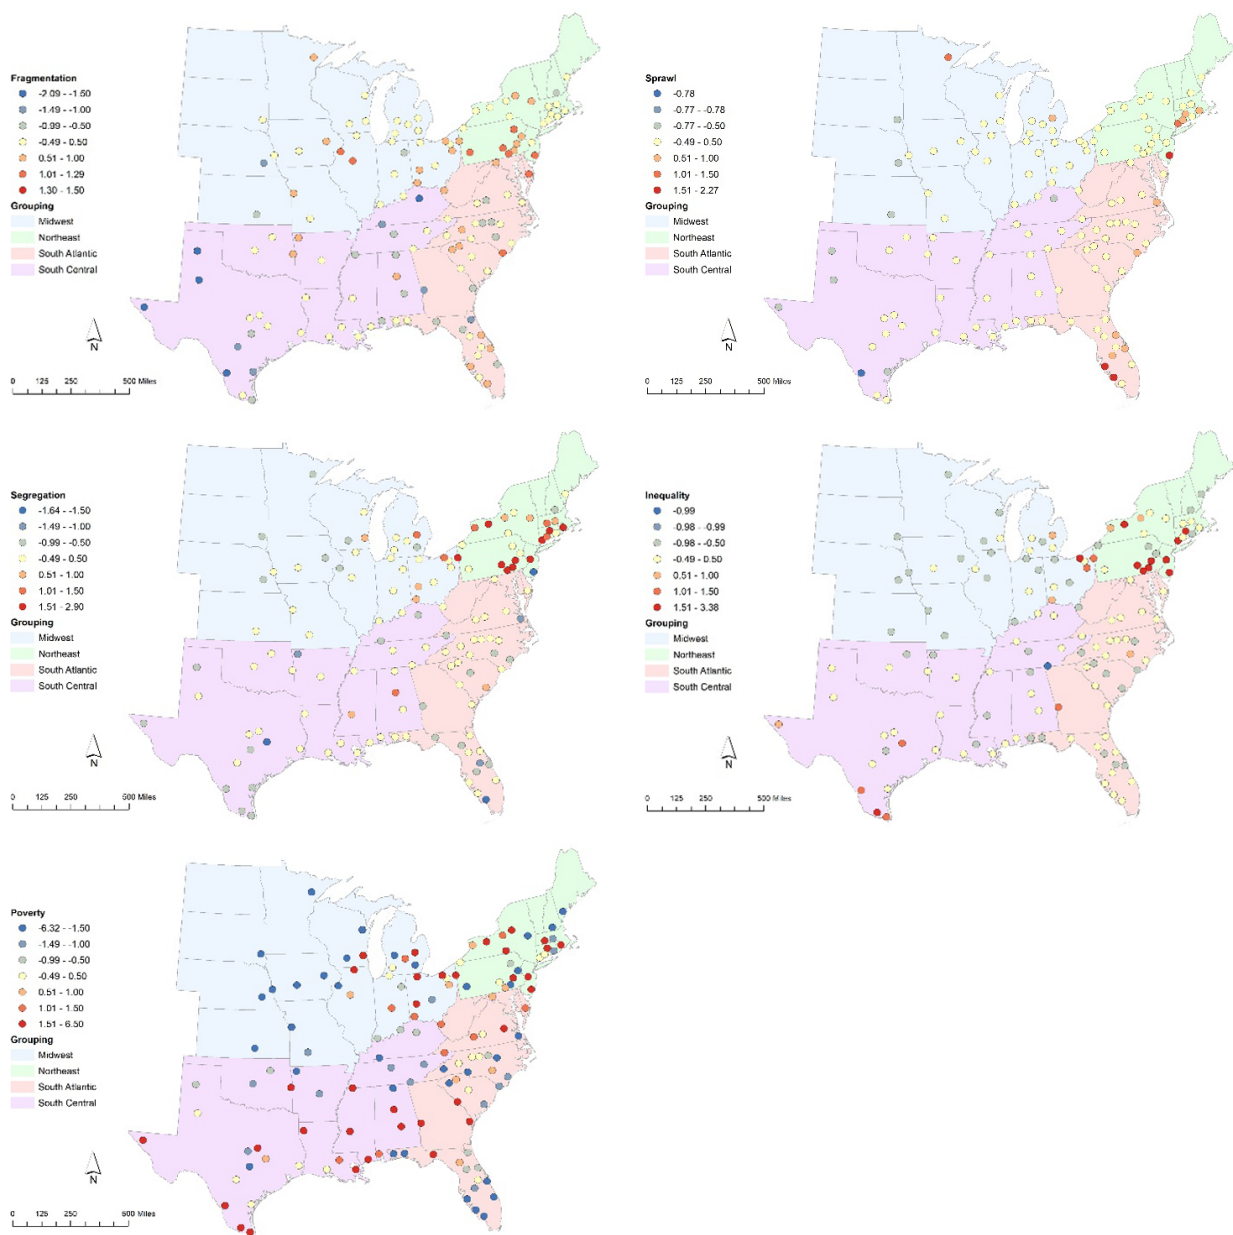 Fragmentation
-2.09 - -1.50
-1.49 - -1.00
-0.99 - -0.50
-0.49 - 0.50
0.51 - 1.00
1.01 - 1.29
1.30 - 1.50
Grouping
Midwest
Northeast
South Atlantic
South Central
N
0 125 250 500 Miles
Sprawl
-0.78
-0.77 - -0.78
-0.77 - -0.50
-0.49 - 0.50
0.51 - 1.00
1.01 - 1.50
1.51 - 2.27
Grouping
Midwest
Northeast
South Atlantic
South Central
N
0 125 250 500 Miles
Segregation
-1.64 - -1.50
-1.49 - -1.00
-0.99 - -0.50
-0.49 - 0.50
0.51 - 1.00
1.01 - 1.50
1.51 - 2.90
Grouping
Midwest
Northeast
South Atlantic
South Central
N
0 125 250 500 Miles
Inequality
-0.99
-0.98 - -0.99
-0.98 - -0.50
-0.49 - 0.50
0.51 - 1.00
1.01 - 1.50
1.51 - 3.38
Grouping
Midwest
Northeast
South Atlantic
South Central
N
0 125 250 500 Miles
Poverty
-6.32 - -1.50
-1.49 - -1.00
-0.99 - -0.50
-0.49 - 0.50
0.51 - 1.00
1.01 - 1.50
1.51 - 6.50
Grouping
Midwest
Northeast
South Atlantic
South Central
N
0 125 250 500 Miles